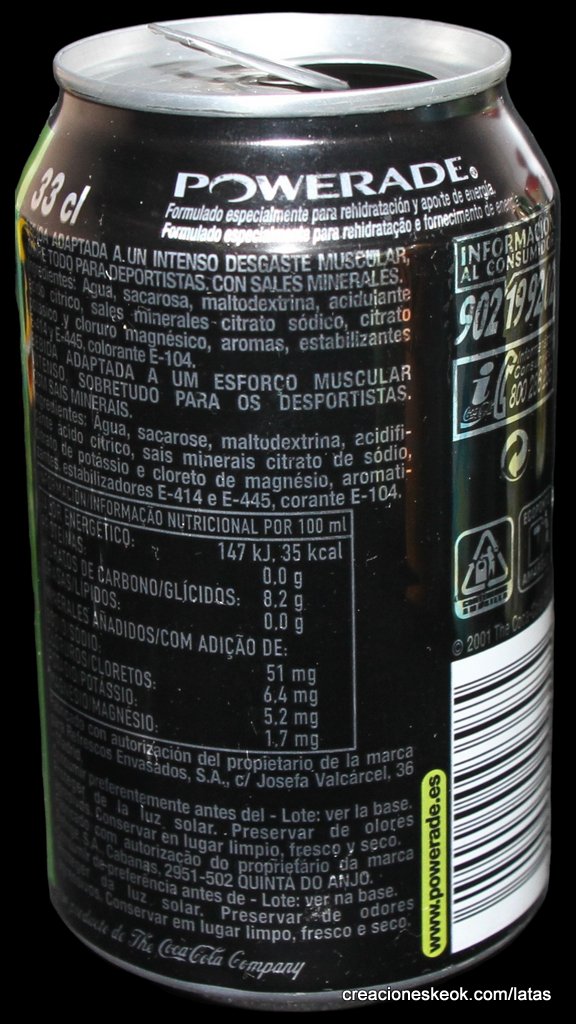 33 cl
POWERADE®
Formulado especialmente para rehidratación y aporte de energía.
Formulado especialmente para rehidratação e fornecimento de energia
ADAPTADA A UN INTENSO DESGASTE MUSCULAR,
TODO PARA DEPORTISTAS, CON SALES MINERALES.
Agua, sacarosa, maltodextrina, acidulante
cítrico, sales minerales citrato sódico, citrato
y cloruro magnésico, aromas, estabilizantes
E-445, colorante E-104.
ADAPTADA A UM ESFORÇO MUSCULAR
SOBRETUDO PARA OS DESPORTISTAS,
SAIS MINERAIS.
Água, sacarose, maltodextrina, acidifi-
ácido cítrico, sais minerais citrato de sódio,
de potássio e cloreto de magnésio, aromati-
estabilizadores E-414 e E-445, corante E-104.
INFORMAÇÃO NUTRICIONAL POR 100 ml
ENERGÉTICO:
147 kJ, 35 kcal
0.0 g
DE CARBONO/GLÍCIDOS:
8.2 g
LÍPIDOS:
0.0 g
AÑADIDOS/COM ADIÇÃO DE:
SÓDIO:
51 mg
CLORETOS:
6.4 mg
POTÁSSIO:
5.2 mg
MAGNÉSIO:
1.7 mg
con autorización del propietario de la marca
Refrescos Envasados, S.A., c/ Josefa Valcárcel, 36
preferentemente antes del - Lote: ver la base.
de la luz solar. Preservar de olores
Conservar en lugar limpio, fresco y seco.
com autorização do proprietário da marca
S.A. Cabanas, 2951-502 QUINTA DO ANJO.
de preferência antes de - Lote: ver na base.
da luz solar. Preservar de odores
Conservar em lugar limpo, fresco e seco.
de The Coca-Cola Company
INFORMACIÓ
AL CONSUMI
902 19 92
i
800 2
© 2001 The Co
www.powerade.es
creacioneskeok.com/latas